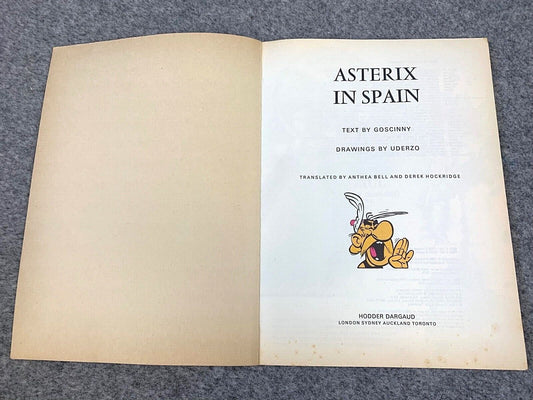 ASTERIX
IN SPAIN
TEXT BY GOSCINNY
DRAWINGS BY UDERZO
TRANSLATED BY ANTHEA BELL AND DEREK HOCKRIDGE
HODDER DARGAUD
LONDON SYDNEY AUCKLAND TORONTO